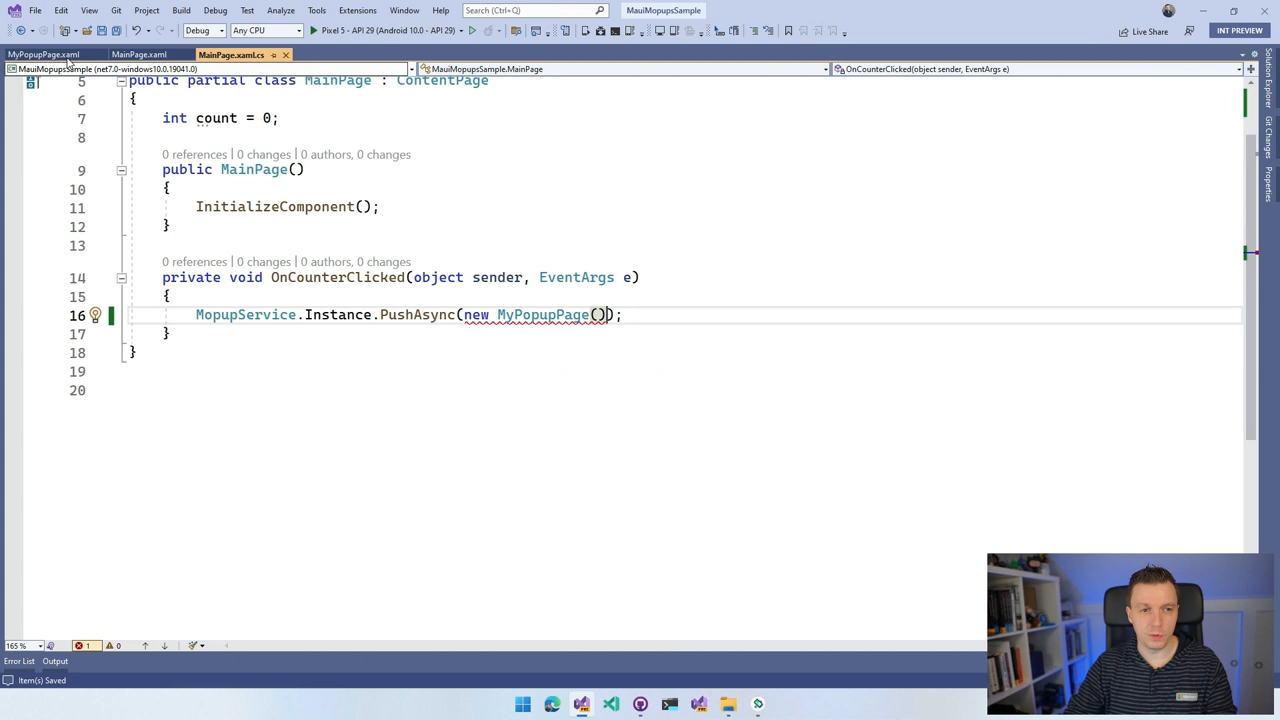 File Edit View Git Project Build Debug Test Analyze Tools Extensions Window Help Search (Ctrl+Q) MauiMopupsSample
Debug Any CPU Pixel 5 - API 29 (Android 10.0 - API 29) Live Share INT PREVIEW
MyPopupPage.xaml MainPage.xaml MainPage.xaml.cs
MauiMopupsSample (net7.0-windows10.0.19041.0) MauiMopupsSample.MainPage OnCounterClicked(object sender, EventArgs e)
5 public partial class MainPage : ContentPage
6 {
7 int count = 0;
8
0 references | 0 changes | 0 authors, 0 changes
9 public MainPage()
10 {
11 InitializeComponent();
12 }
13
0 references | 0 changes | 0 authors, 0 changes
14 private void OnCounterClicked(object sender, EventArgs e)
15 {
16 MopupService.Instance.PushAsync(new MyPopupPage());
17 }
18 }
19
20
Solution Explorer
Git Changes
Properties
165 % 1 0
Error List Output
Item(s) Saved